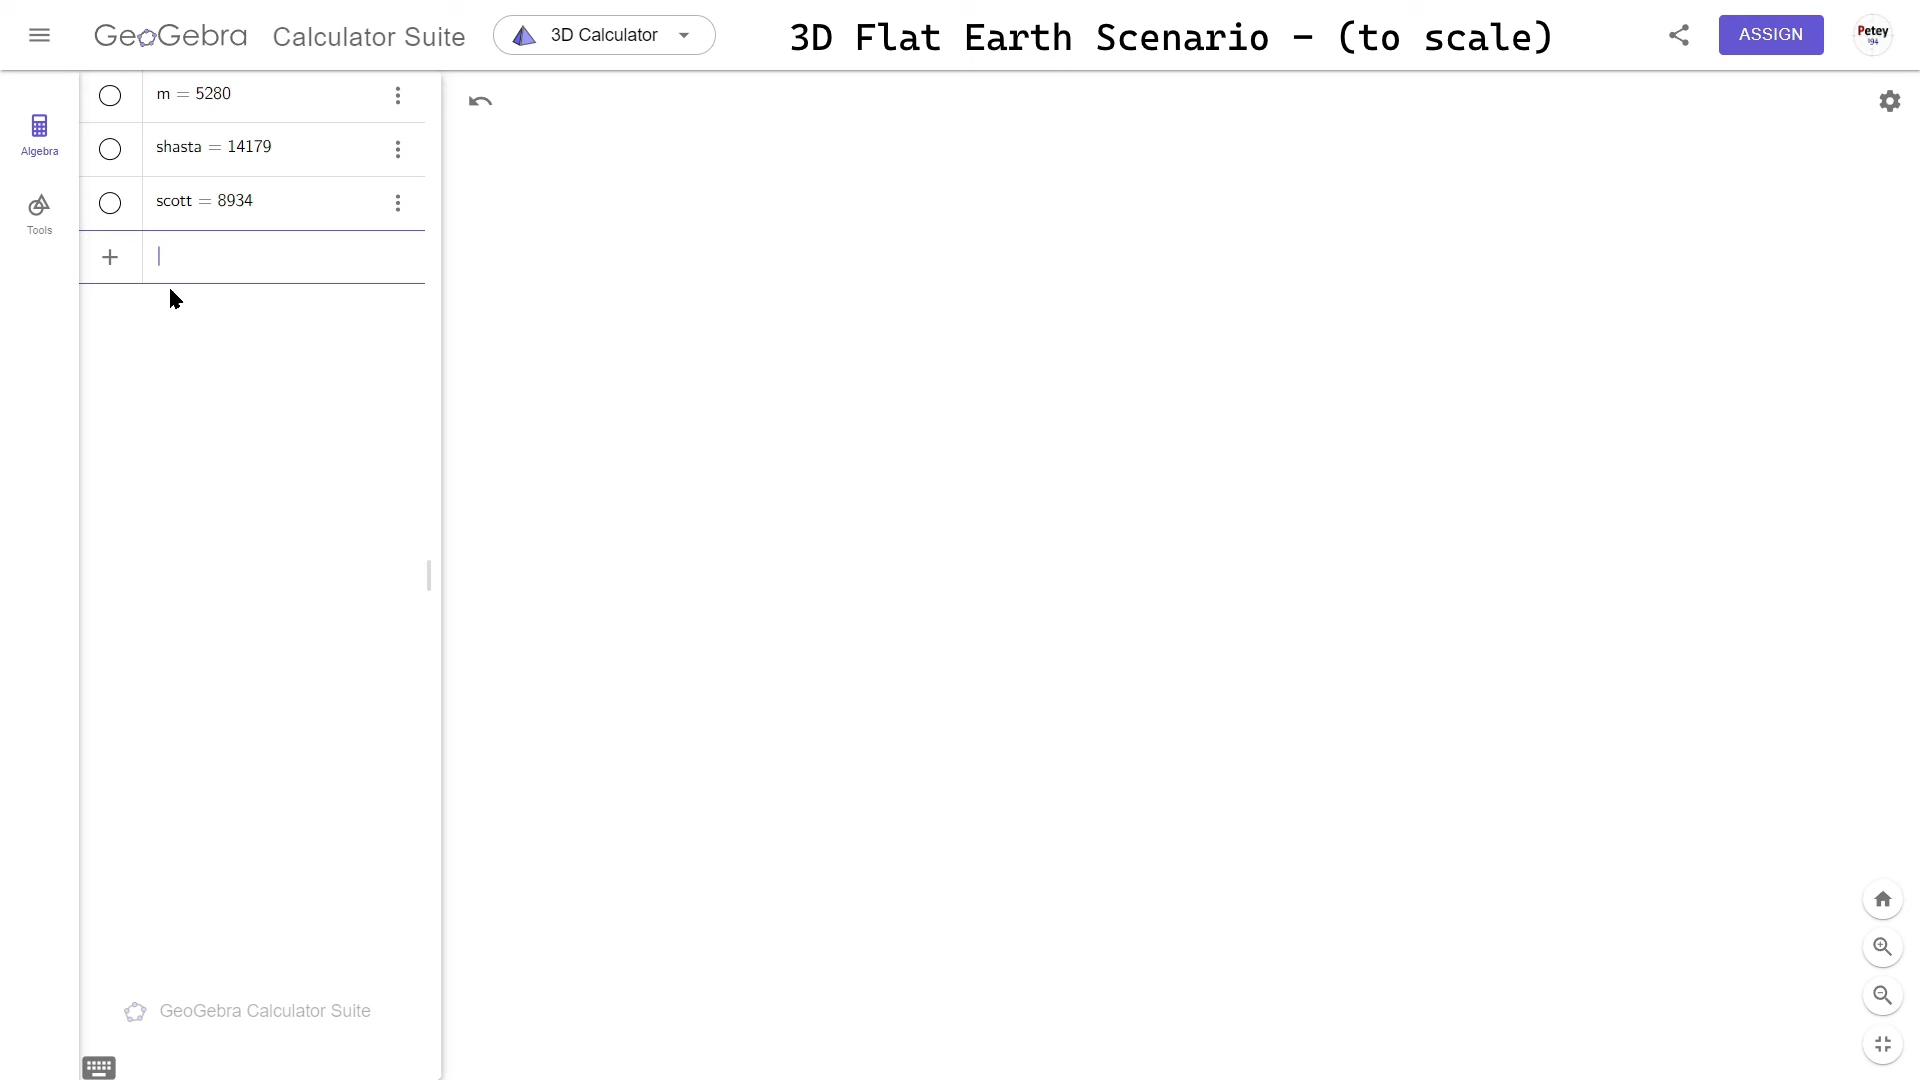 GeoGebra Calculator Suite 3D Calculator 3D Flat Earth Scenario - (to scale) ASSIGN Petey '94
m = 5280
Algebra
shasta = 14179
Tools
scott = 8934
+
GeoGebra Calculator Suite